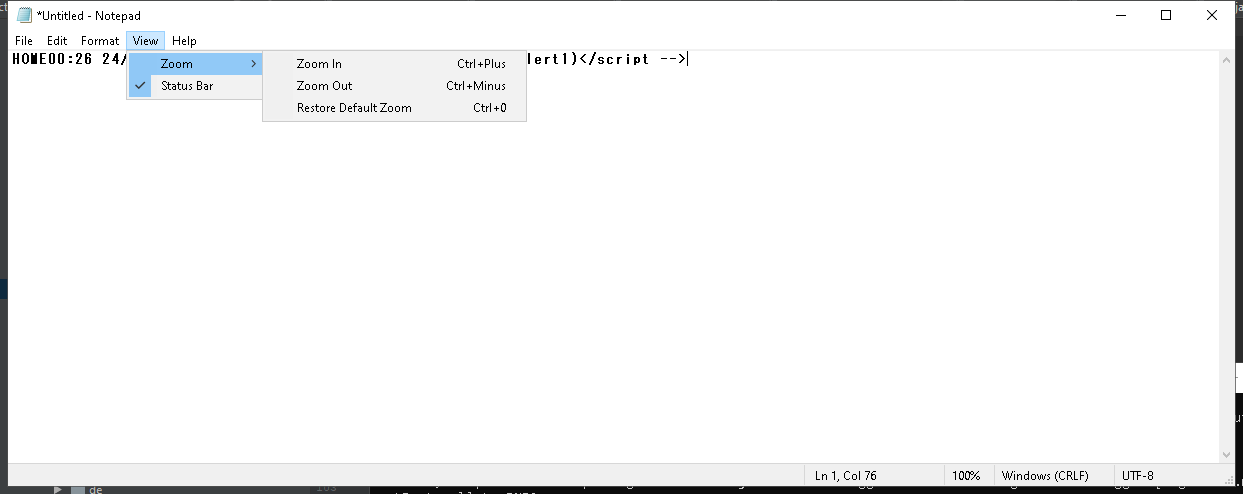 *Untitled - Notepad
File Edit Format View Help
HOME00:26 24/
lert1)</script -->
Zoom
Zoom In Ctrl+Plus
Status Bar
Zoom Out Ctrl+Minus
Restore Default Zoom Ctrl+0
Ln 1, Col 76 100% Windows (CRLF) UTF-8
de